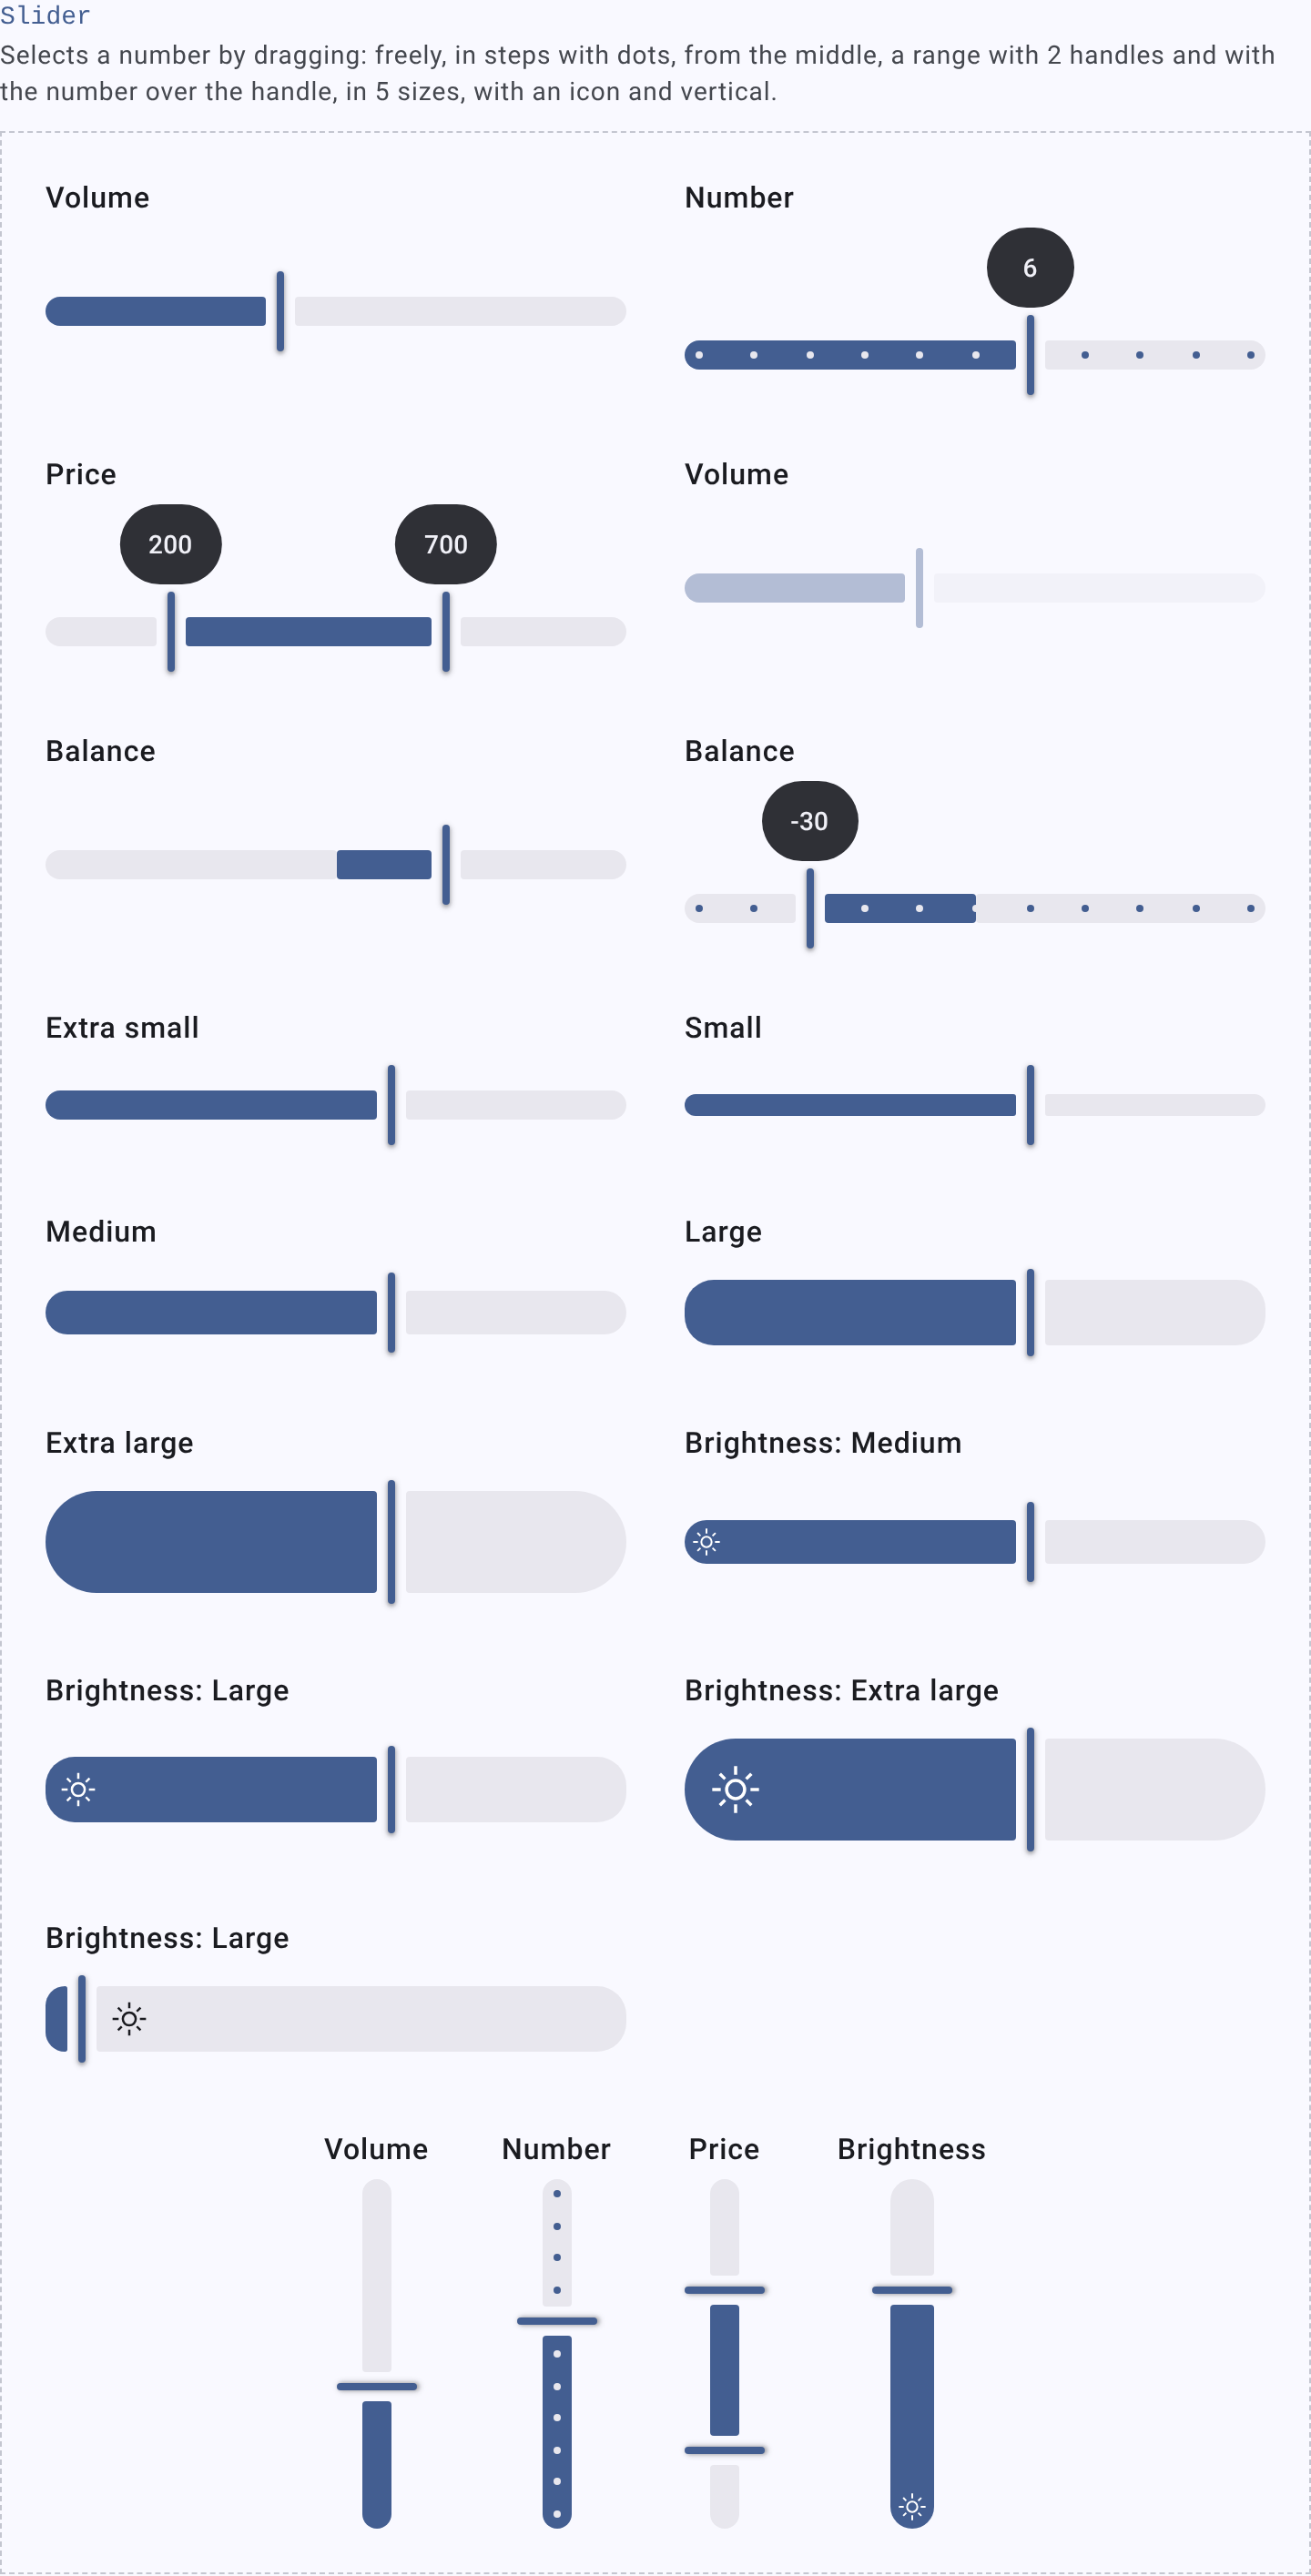 Slider
Selects a number by dragging: freely, in steps with dots, from the middle, a range with 2 handles and with
the number over the handle, in 5 sizes, with an icon and vertical.
Volume
Number
6
Price
200
700
Volume
Balance
Balance
-30
Extra small
Small
Medium
Large
Extra large
Brightness: Medium
Brightness: Large
Brightness: Extra large
Brightness: Large
Volume
Number
Price
Brightness